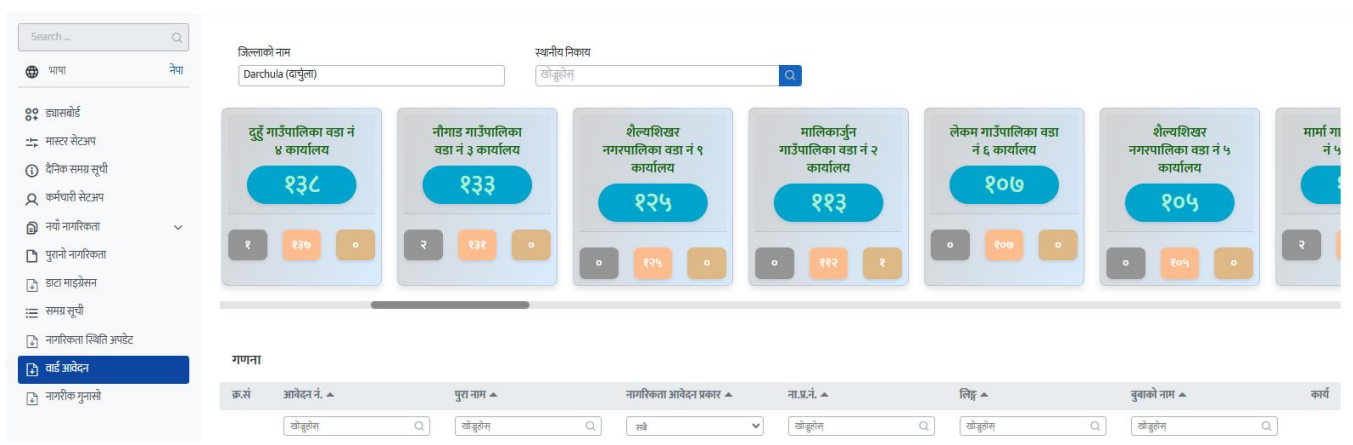 Search ...
भाषा नेपा
ड्यासबोर्ड
मास्टर सेटअप
दैनिक समग्र सूची
कर्मचारी सेटअप
नयाँ नागरिकता
पुरानो नागरिकता
डाटा माइग्रेसन
समग्र सूची
नागरिकता स्थिति अपडेट
वार्ड आवेदन
नागरीक गुनासो
जिल्लाको नाम
Darchula (दार्चुला)
स्थानीय निकाय
खोज्नुहोस्
दुहुँ गाउँपालिका वडा नं
४ कार्यालय
१३८
१ १३७ ०
नौगाड गाउँपालिका
वडा नं ३ कार्यालय
१३३
२ १३१ ०
शैल्यशिखर
नगरपालिका वडा नं ९
कार्यालय
१२५
० १२५ ०
मालिकार्जुन
गाउँपालिका वडा नं २
कार्यालय
११३
० ११२ १
लेकम गाउँपालिका वडा
नं ६ कार्यालय
१०७
० १०७ ०
शैल्यशिखर
नगरपालिका वडा नं ५
कार्यालय
१०५
० १०५ ०
मार्मा गा
नं ५
२
गणना
क्र.सं आवेदन नं. पुरा नाम नागरिकता आवेदन प्रकार ना.प्र.नं. लिङ्ग बुबाको नाम कार्य
खोज्नुहोस् खोज्नुहोस् सबै खोज्नुहोस् खोज्नुहोस् खोज्नुहोस्